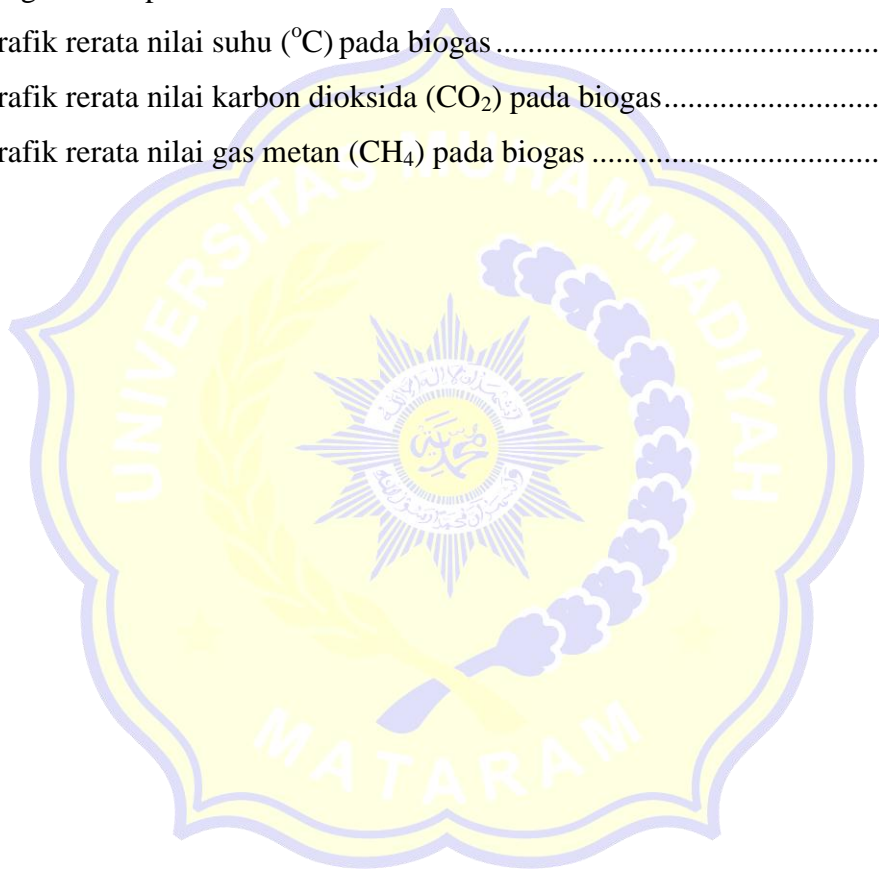 rafik rerata nilai suhu (°C) pada biogas ................................................
rafik rerata nilai karbon dioksida (CO₂) pada biogas...........................
rafik rerata nilai gas metan (CH₄) pada biogas ....................................
UNIVERSITAS MUHAMMADIYAH
MATARAM